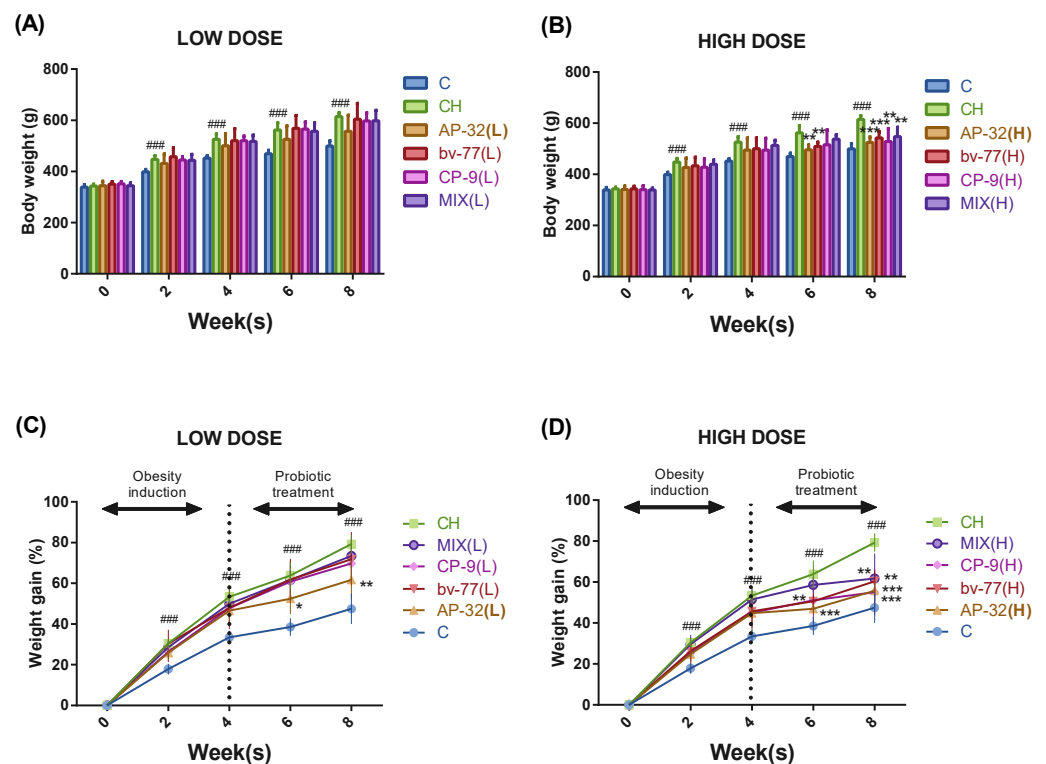 (A)
LOW DOSE
Body weight (g)
800
600
400
200
0
###
###
###
###
0
2
4
6
8
Week(s)
C
CH
AP-32(L)
bv-77(L)
CP-9(L)
MIX(L)
(B)
HIGH DOSE
Body weight (g)
800
600
400
200
0
###
###
###
**
**
###
***
***
**
**
0
2
4
6
8
Week(s)
C
CH
AP-32(H)
bv-77(H)
CP-9(H)
MIX(H)
(C)
LOW DOSE
Obesity
induction
Probiotic
treatment
Weight gain (%)
100
80
60
40
20
0
###
###
###
*
###
**
0
2
4
6
8
Week(s)
CH
MIX(L)
CP-9(L)
bv-77(L)
AP-32(L)
C
(D)
HIGH DOSE
Obesity
induction
Probiotic
treatment
Weight gain (%)
100
80
60
40
20
0
###
###
###
**
***
###
**
**
***
***
0
2
4
6
8
Week(s)
CH
MIX(H)
CP-9(H)
bv-77(H)
AP-32(H)
C